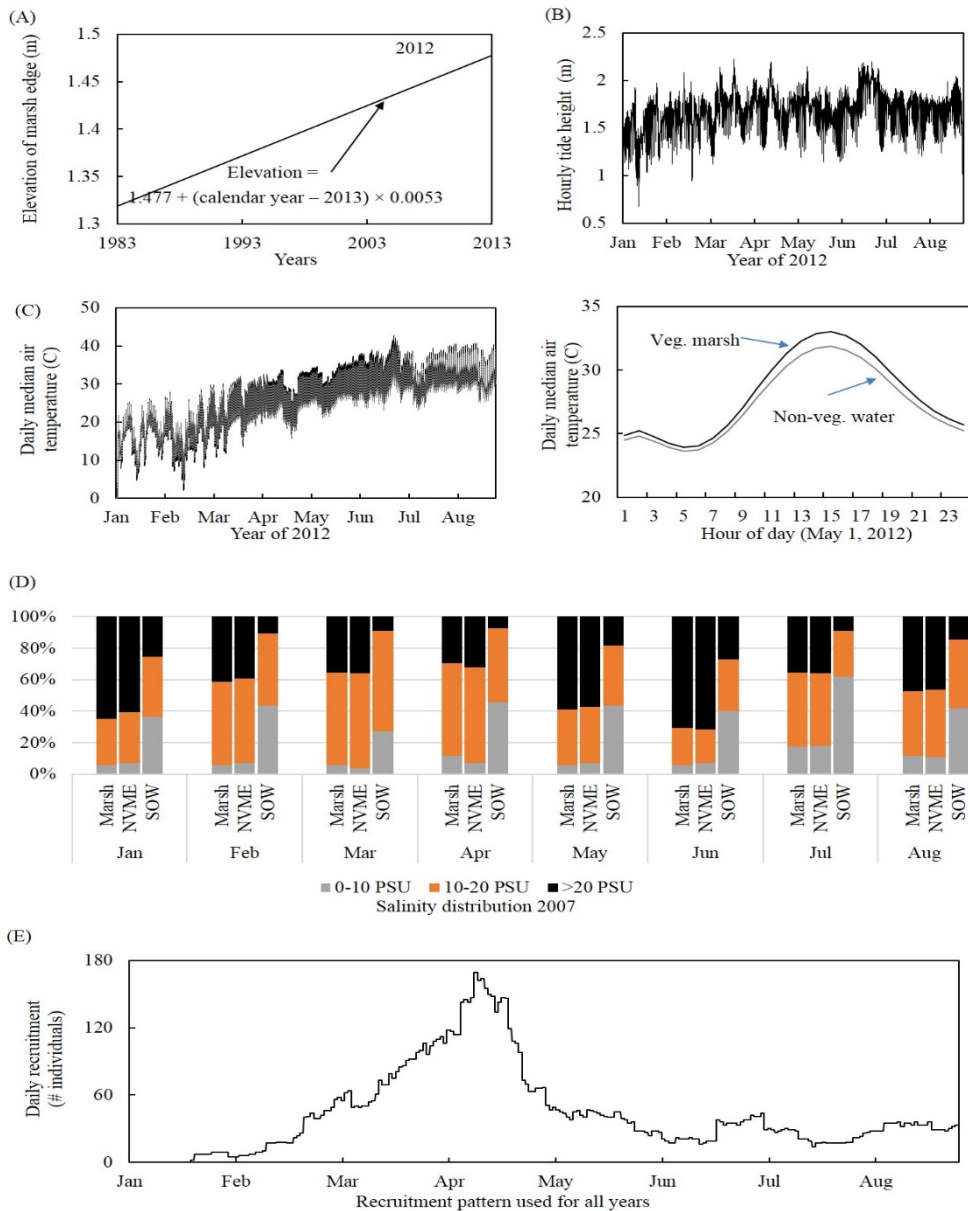 (A)
Elevation of marsh edge (m)
1.5
1.45
1.4
1.35
1.3
2012
Elevation =
1.477 + (calendar year – 2013) × 0.0053
1983
1993
2003
2013
Years
(B)
Hourly tide height (m)
2.5
2
1.5
1
0.5
Jan
Feb
Mar
Apr
May
Jun
Jul
Aug
Year of 2012
(C)
Daily median air
temperature (C)
50
40
30
20
10
0
Jan
Feb
Mar
Apr
May
Jun
Jul
Aug
Year of 2012
Daily median air
temperature (C)
35
30
25
20
Veg. marsh
Non-veg. water
1
3
5
7
9
11
13
15
17
19
21
23
Hour of day (May 1, 2012)
(D)
100%
80%
60%
40%
20%
0%
Marsh
NVME
SOW
Marsh
NVME
SOW
Marsh
NVME
SOW
Marsh
NVME
SOW
Marsh
NVME
SOW
Marsh
NVME
SOW
Marsh
NVME
SOW
Marsh
NVME
SOW
Jan
Feb
Mar
Apr
May
Jun
Jul
Aug
0-10 PSU
10-20 PSU
>20 PSU
Salinity distribution 2007
(E)
Daily recruitment
(# individuals)
180
120
60
0
Jan
Feb
Mar
Apr
May
Jun
Jul
Aug
Recruitment pattern used for all years